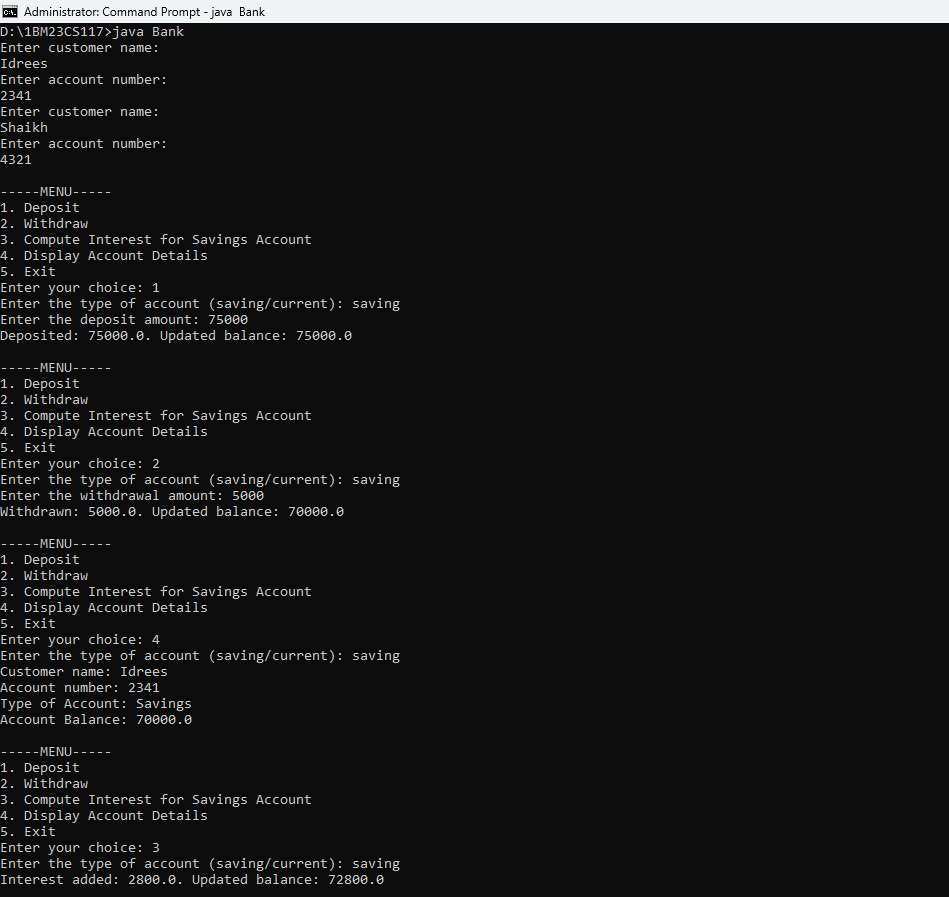 Administrator: Command Prompt - java  Bank
D:\1BM23CS117>java Bank
Enter customer name:
Idrees
Enter account number:
2341
Enter customer name:
Shaikh
Enter account number:
4321
-----MENU-----
1. Deposit
2. Withdraw
3. Compute Interest for Savings Account
4. Display Account Details
5. Exit
Enter your choice: 1
Enter the type of account (saving/current): saving
Enter the deposit amount: 75000
Deposited: 75000.0. Updated balance: 75000.0
-----MENU-----
1. Deposit
2. Withdraw
3. Compute Interest for Savings Account
4. Display Account Details
5. Exit
Enter your choice: 2
Enter the type of account (saving/current): saving
Enter the withdrawal amount: 5000
Withdrawn: 5000.0. Updated balance: 70000.0
-----MENU-----
1. Deposit
2. Withdraw
3. Compute Interest for Savings Account
4. Display Account Details
5. Exit
Enter your choice: 4
Enter the type of account (saving/current): saving
Customer name: Idrees
Account number: 2341
Type of Account: Savings
Account Balance: 70000.0
-----MENU-----
1. Deposit
2. Withdraw
3. Compute Interest for Savings Account
4. Display Account Details
5. Exit
Enter your choice: 3
Enter the type of account (saving/current): saving
Interest added: 2800.0. Updated balance: 72800.0